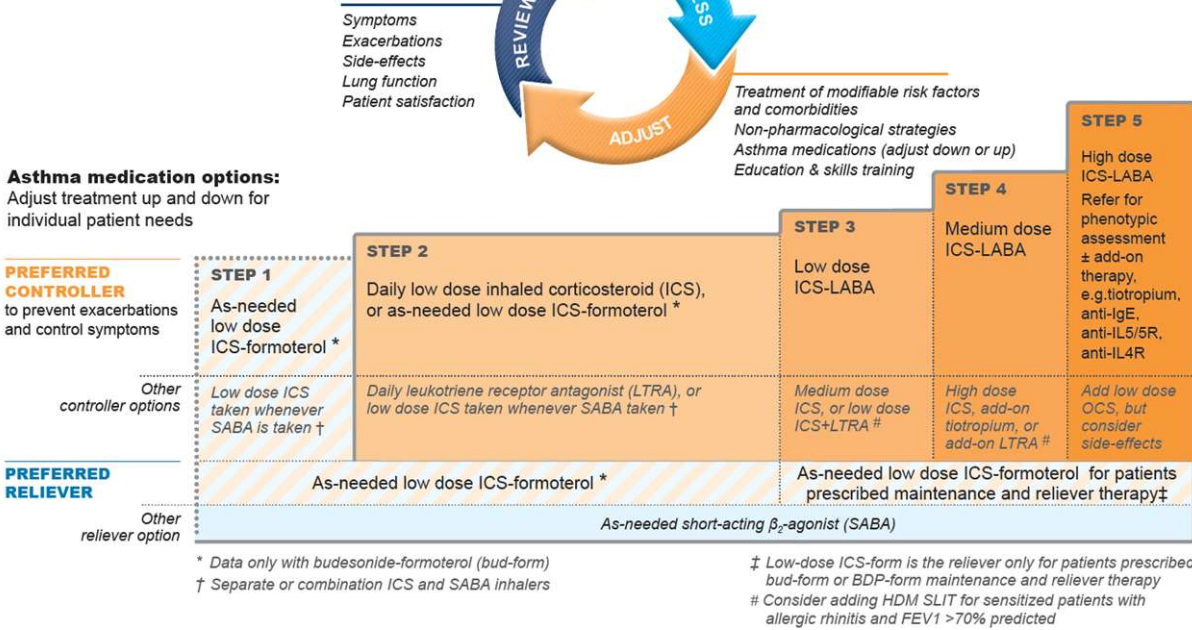 REVIEW
ESS
ADJUST
Symptoms
Exacerbations
Side-effects
Lung function
Patient satisfaction
Treatment of modifiable risk factors
and comorbidities
Non-pharmacological strategies
Asthma medications (adjust down or up)
Education & skills training
Asthma medication options:
Adjust treatment up and down for
individual patient needs
PREFERRED
CONTROLLER
to prevent exacerbations
and control symptoms
STEP 1
As-needed
low dose
ICS-formoterol *
STEP 2
Daily low dose inhaled corticosteroid (ICS),
or as-needed low dose ICS-formoterol *
STEP 3
Low dose
ICS-LABA
STEP 4
Medium dose
ICS-LABA
STEP 5
High dose
ICS-LABA
Refer for
phenotypic
assessment
± add-on
therapy,
e.g.tiotropium,
anti-IgE,
anti-IL5/5R,
anti-IL4R
Other
controller options
Low dose ICS
taken whenever
SABA is taken †
Daily leukotriene receptor antagonist (LTRA), or
low dose ICS taken whenever SABA taken †
Medium dose
ICS, or low dose
ICS+LTRA #
High dose
ICS, add-on
tiotropium, or
add-on LTRA #
Add low dose
OCS, but
consider
side-effects
PREFERRED
RELIEVER
As-needed low dose ICS-formoterol *
As-needed low dose ICS-formoterol for patients
prescribed maintenance and reliever therapy‡
Other
reliever option
As-needed short-acting β₂-agonist (SABA)
* Data only with budesonide-formoterol (bud-form)
† Separate or combination ICS and SABA inhalers
‡ Low-dose ICS-form is the reliever only for patients prescribed
bud-form or BDP-form maintenance and reliever therapy
# Consider adding HDM SLIT for sensitized patients with
allergic rhinitis and FEV1 >70% predicted